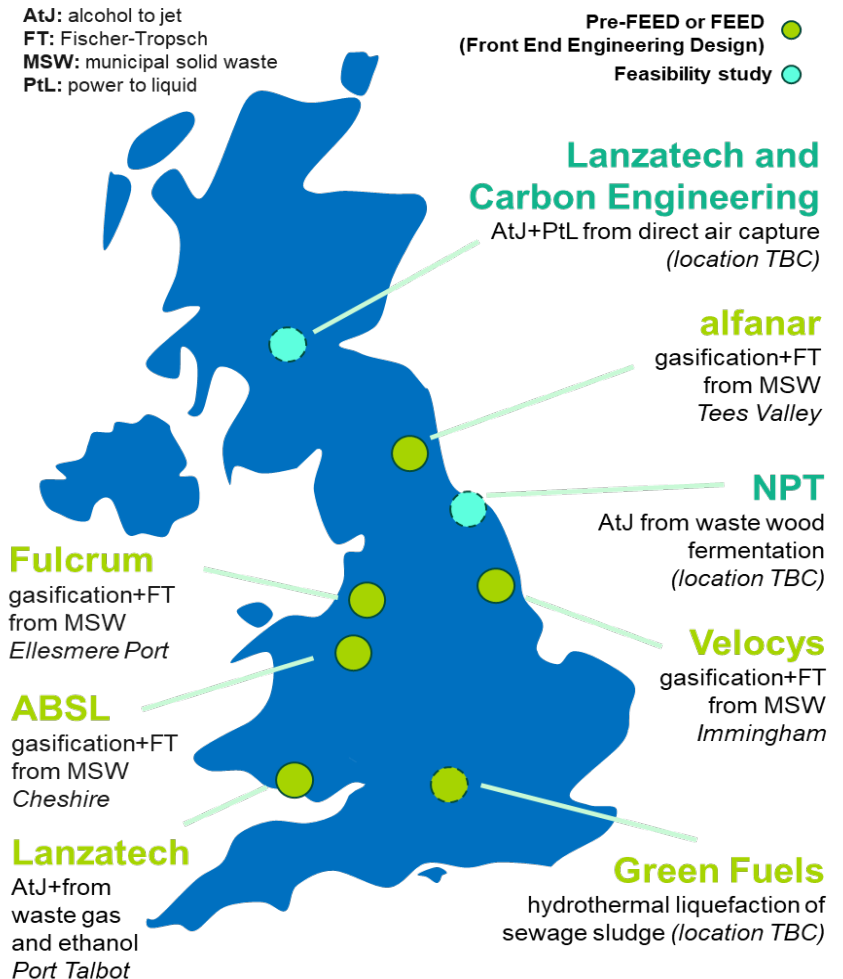 AtJ: alcohol to jet
FT: Fischer-Tropsch
MSW: municipal solid waste
PtL: power to liquid
Pre-FEED or FEED
(Front End Engineering Design)
Feasibility study
Lanzatech and
Carbon Engineering
AtJ+PtL from direct air capture
(location TBC)
alfanar
gasification+FT
from MSW
Tees Valley
NPT
AtJ from waste wood
fermentation
(location TBC)
Fulcrum
gasification+FT
from MSW
Ellesmere Port
Velocys
gasification+FT
from MSW
Immingham
ABSL
gasification+FT
from MSW
Cheshire
Lanzatech
AtJ+from
waste gas
and ethanol
Port Talbot
Green Fuels
hydrothermal liquefaction of
sewage sludge (location TBC)